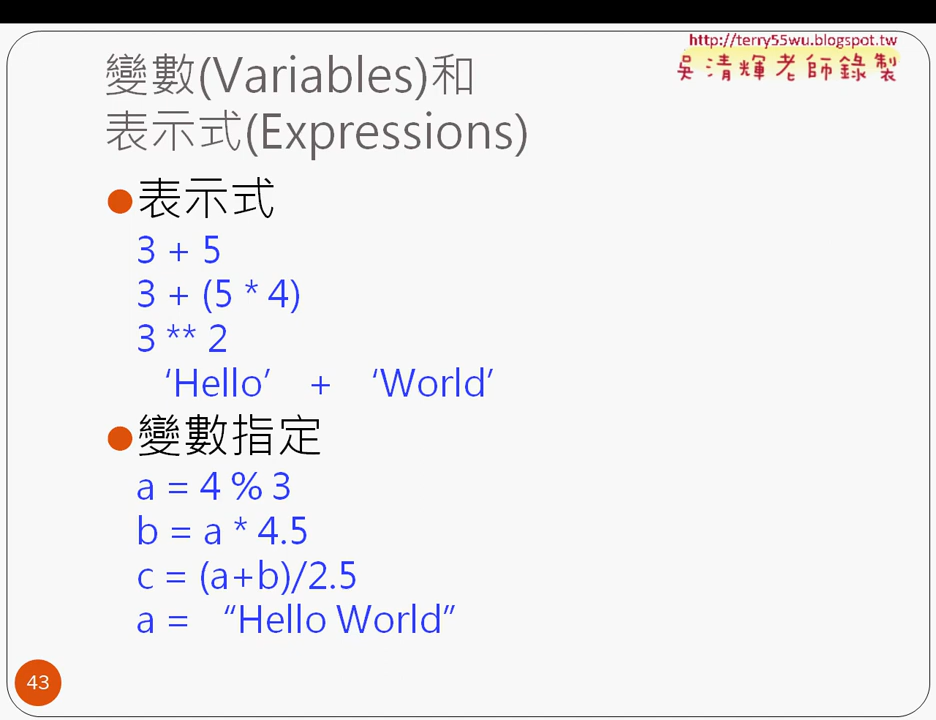 http://terry55wu.blogspot.tw
吳清輝老師錄製
變數(Variables)和
表示式(Expressions)
●表示式
3 + 5
3 + (5 * 4)
3 ** 2
‘Hello’ + ‘World’
●變數指定
a = 4 % 3
b = a * 4.5
c = (a+b)/2.5
a = “Hello World”
43